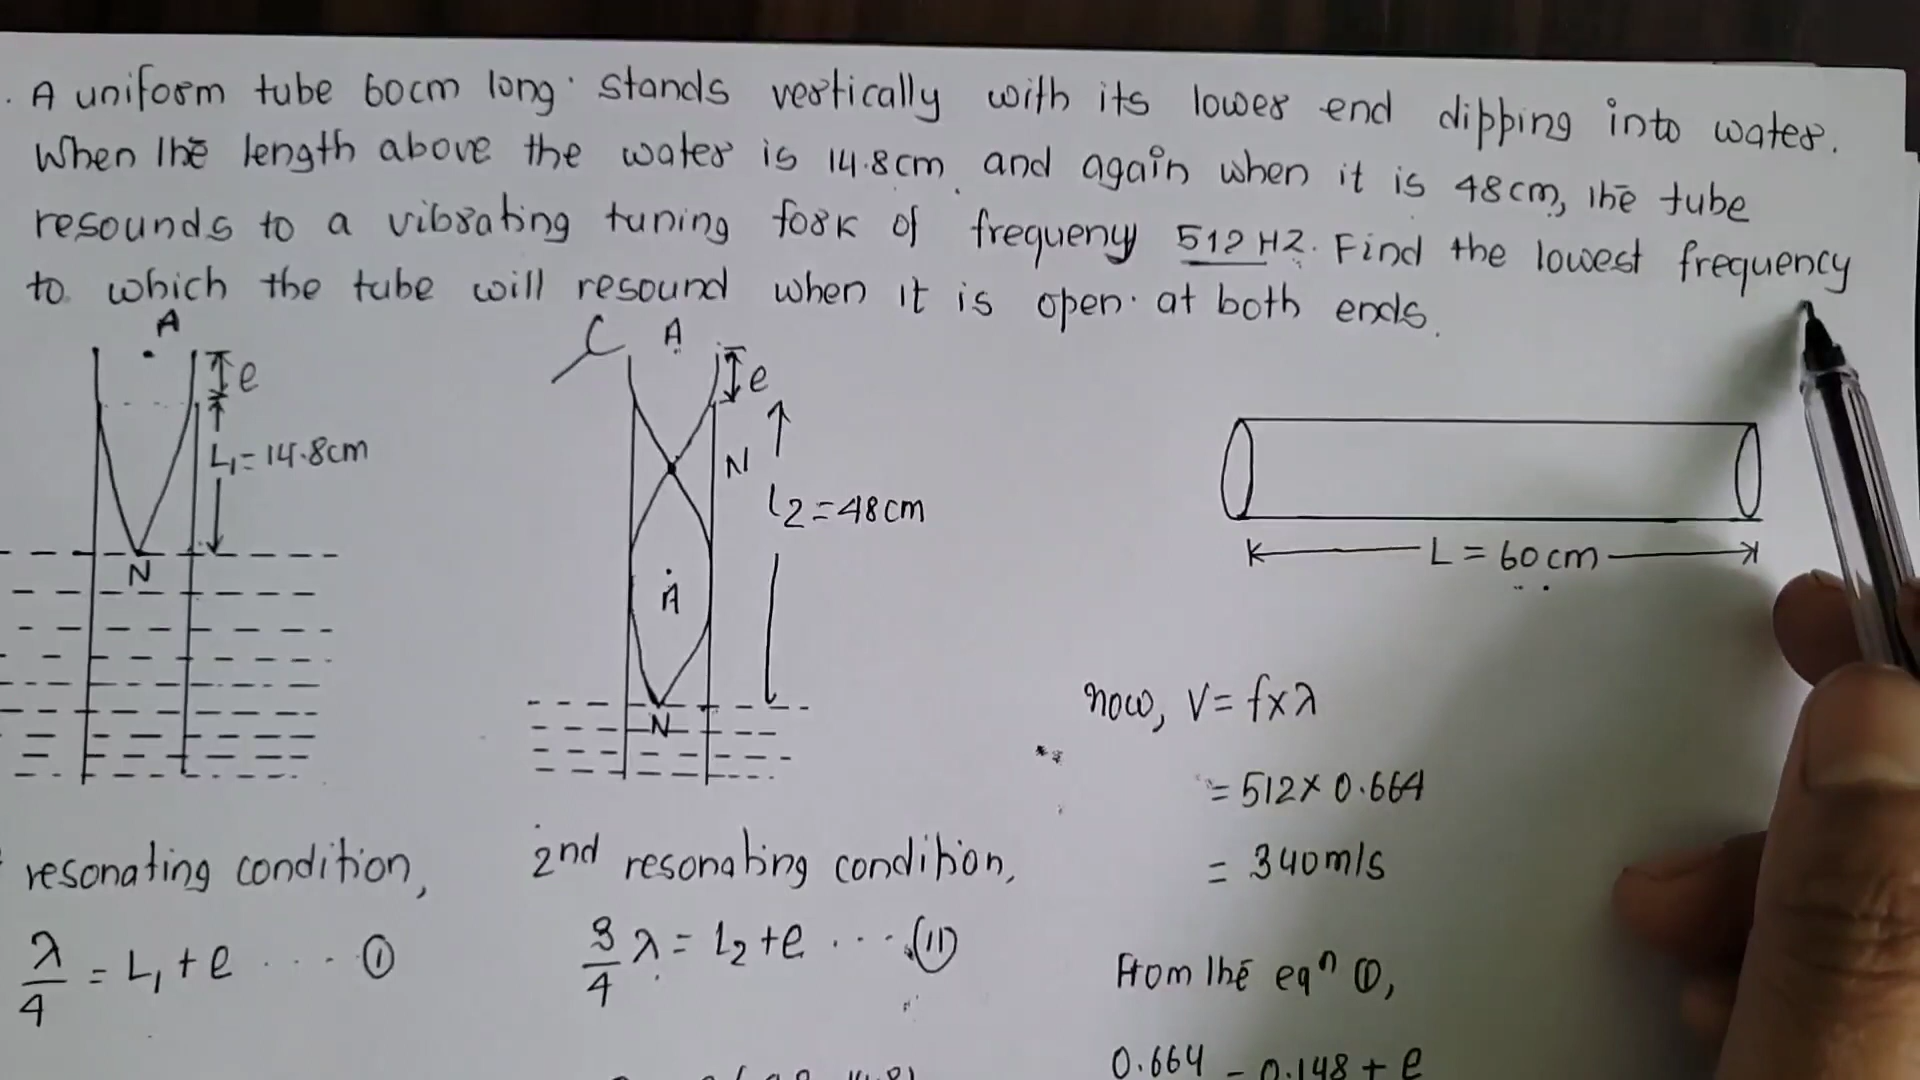 . A uniform tube 60cm long stands vertically with its lower end dipping into water.
When the length above the water is 14.8cm and again when it is 48cm, the tube
resounds to a vibrating tuning fork of frequeny 512 HZ. Find the lowest frequency
to which the tube will resound when it is open at both ends.
A
e
L₁ = 14.8cm
N
A
e
N
l₂ = 48cm
A
N
L = 60cm
now, V = f×λ
= 512 × 0.664
= 340m/s
resonating condition,
λ/4 = L₁ + e .... ①
2nd resonating condition,
3/4 λ = L₂ + e ... (11)
From the eqⁿ ①,
0.664 = 0.148 + e